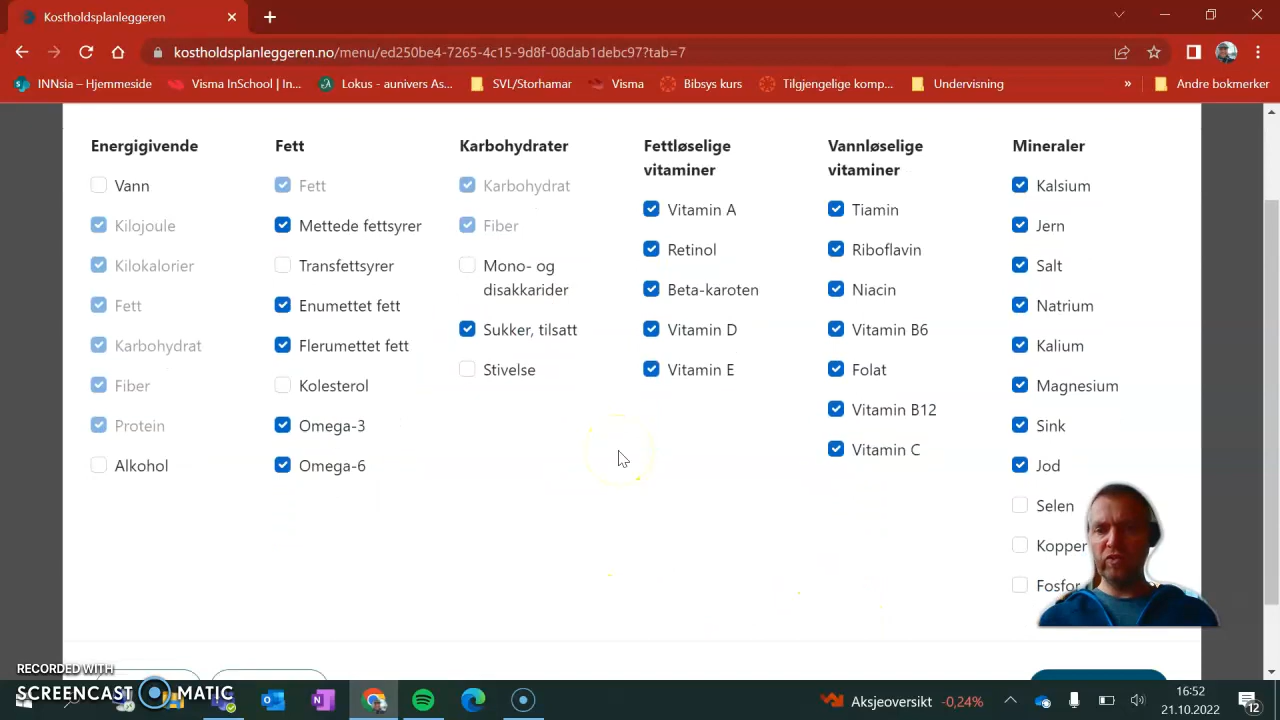 Kostholdsplanleggeren
kostholdsplanleggeren.no/menu/ed250be4-7265-4c15-9d8f-08dab1debc97?tab=7
INNsia – Hjemmeside
Visma InSchool | In...
Lokus - aunivers As...
SVL/Storhamar
Visma
Bibsys kurs
Tilgjengelige komp...
Undervisning
»
Andre bokmerker
Energigivende
Vann
Kilojoule
Kilokalorier
Fett
Karbohydrat
Fiber
Protein
Alkohol
Fett
Fett
Mettede fettsyrer
Transfettsyrer
Enumettet fett
Flerumettet fett
Kolesterol
Omega-3
Omega-6
Karbohydrater
Karbohydrat
Fiber
Mono- og
disakkarider
Sukker, tilsatt
Stivelse
Fettløselige
vitaminer
Vitamin A
Retinol
Beta-karoten
Vitamin D
Vitamin E
Vannløselige
vitaminer
Tiamin
Riboflavin
Niacin
Vitamin B6
Folat
Vitamin B12
Vitamin C
Mineraler
Kalsium
Jern
Salt
Natrium
Kalium
Magnesium
Sink
Jod
Selen
Kopper
Fosfor
RECORDED WITH
SCREENCAST MATIC
Aksjeoversikt -0,24%
16:52
21.10.2022
12